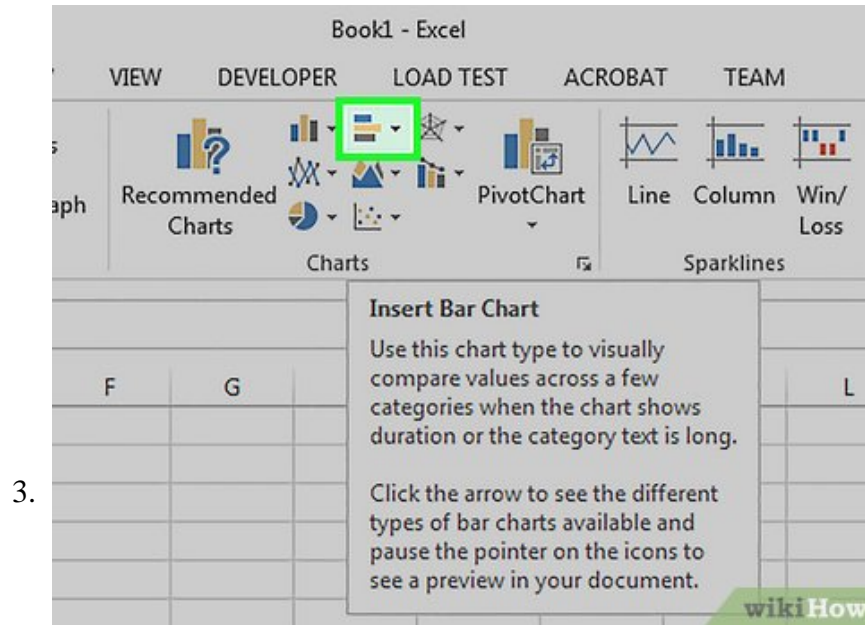 Book1 - Excel
VIEW DEVELOPER LOAD TEST ACROBAT TEAM
Recommended Charts
PivotChart
Line
Column
Win/
Loss
Charts
Sparklines
Insert Bar Chart
F G L
Use this chart type to visually
compare values across a few
categories when the chart shows
duration or the category text is long.
3.
Click the arrow to see the different
types of bar charts available and
pause the pointer on the icons to
see a preview in your document.
wikiHow